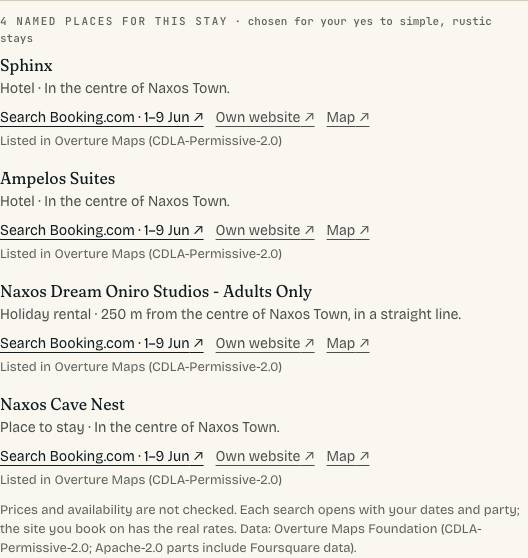 4 NAMED PLACES FOR THIS STAY · chosen for your yes to simple, rustic
stays
Sphinx
Hotel · In the centre of Naxos Town.
Search Booking.com · 1–9 Jun ↗ Own website ↗ Map ↗
Listed in Overture Maps (CDLA-Permissive-2.0)
Ampelos Suites
Hotel · In the centre of Naxos Town.
Search Booking.com · 1–9 Jun ↗ Own website ↗ Map ↗
Listed in Overture Maps (CDLA-Permissive-2.0)
Naxos Dream Oniro Studios - Adults Only
Holiday rental · 250 m from the centre of Naxos Town, in a straight line.
Search Booking.com · 1–9 Jun ↗ Own website ↗ Map ↗
Listed in Overture Maps (CDLA-Permissive-2.0)
Naxos Cave Nest
Place to stay · In the centre of Naxos Town.
Search Booking.com · 1–9 Jun ↗ Own website ↗ Map ↗
Listed in Overture Maps (CDLA-Permissive-2.0)
Prices and availability are not checked. Each search opens with your dates and party;
the site you book on has the real rates. Data: Overture Maps Foundation (CDLA-
Permissive-2.0; Apache-2.0 parts include Foursquare data).